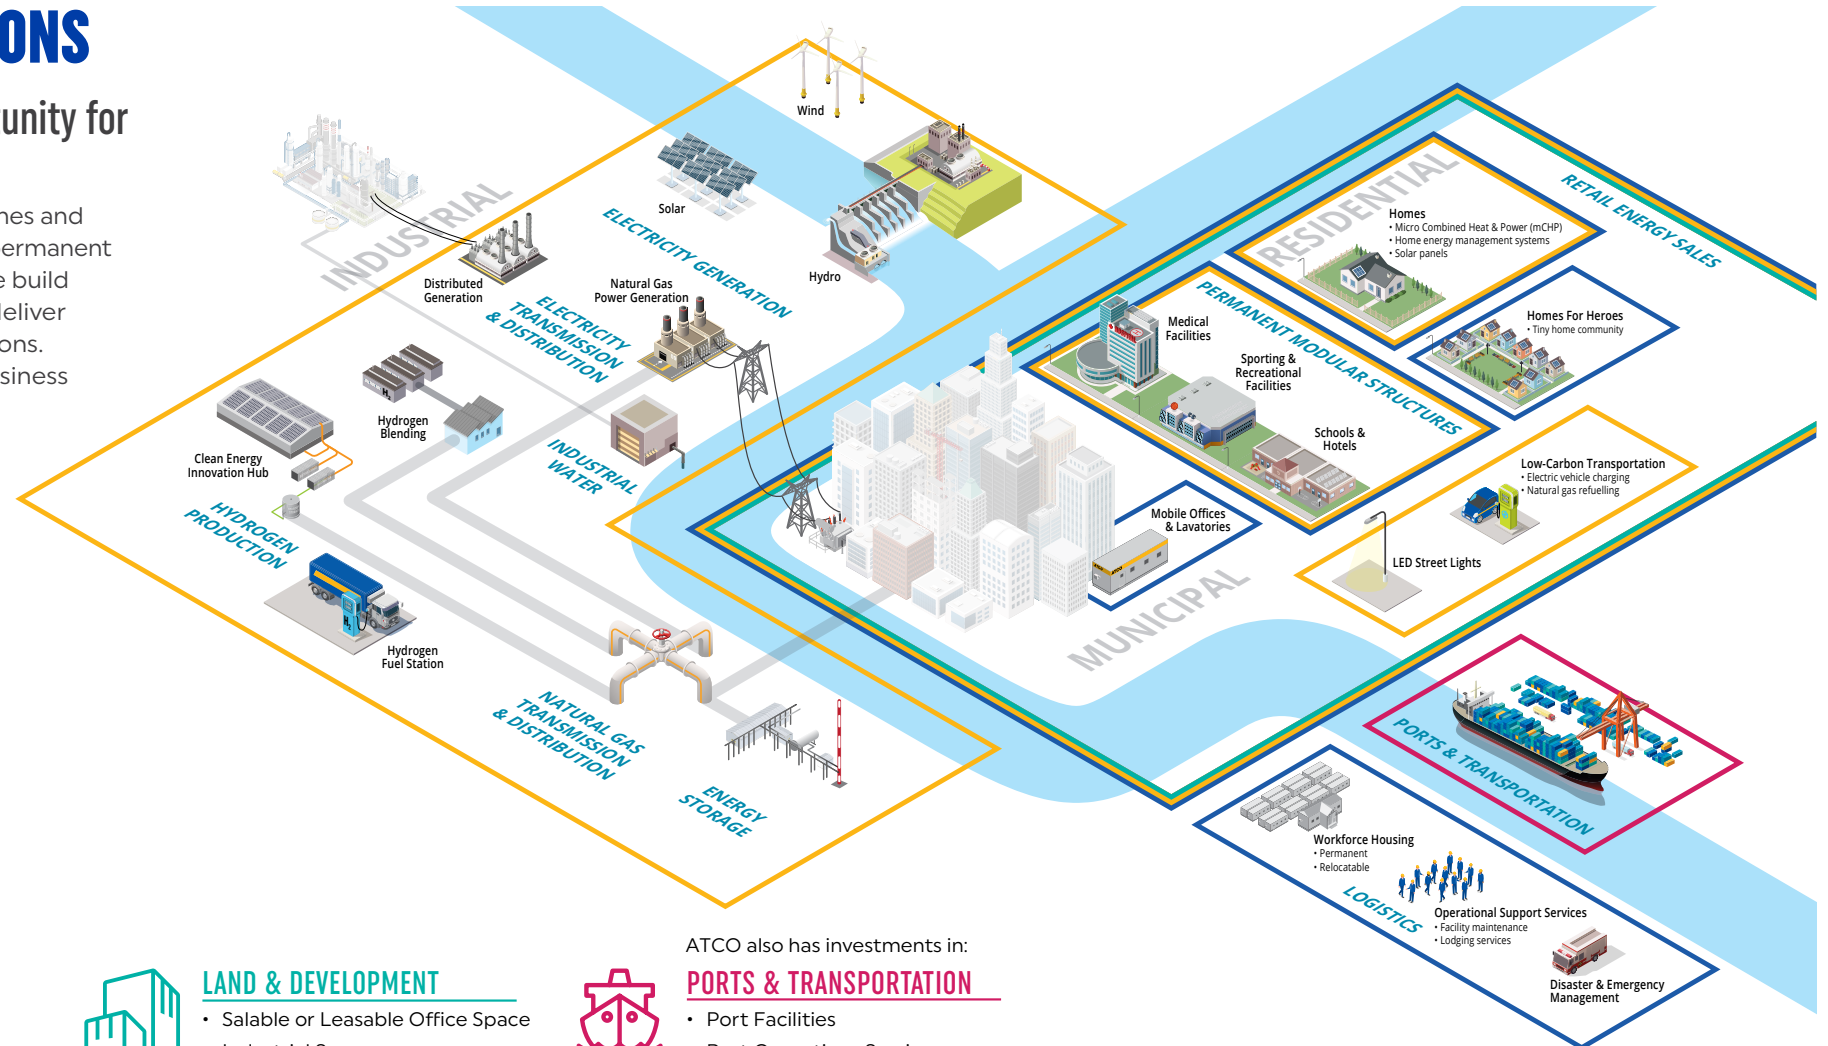 ONS
unity for
nes and
permanent
e build
deliver
ons.
siness
INDUSTRIAL
Wind
Solar
Hydro
ELECTRICITY GENERATION
Distributed
Generation
Natural Gas
Power Generation
ELECTRICITY
TRANSMISSION
& DISTRIBUTION
Hydrogen
Blending
Clean Energy
Innovation Hub
INDUSTRIAL
WATER
HYDROGEN
PRODUCTION
H2
Hydrogen
Fuel Station
NATURAL GAS
TRANSMISSION
& DISTRIBUTION
ENERGY
STORAGE
RESIDENTIAL
Homes
• Micro Combined Heat & Power (mCHP)
• Home energy management systems
• Solar panels
RETAIL ENERGY SALES
Homes For Heroes
• Tiny home community
PERMANENT MODULAR STRUCTURES
Medical
Facilities
Sporting &
Recreational
Facilities
Schools &
Hotels
Low-Carbon Transportation
• Electric vehicle charging
• Natural gas refuelling
LED Street Lights
Mobile Offices
& Lavatories
ATCO
MUNICIPAL
PORTS & TRANSPORTATION
Workforce Housing
• Permanent
• Relocatable
LOGISTICS
Operational Support Services
• Facility maintenance
• Lodging services
Disaster & Emergency
Management
LAND & DEVELOPMENT
• Salable or Leasable Office Space
ATCO also has investments in:
PORTS & TRANSPORTATION
• Port Facilities